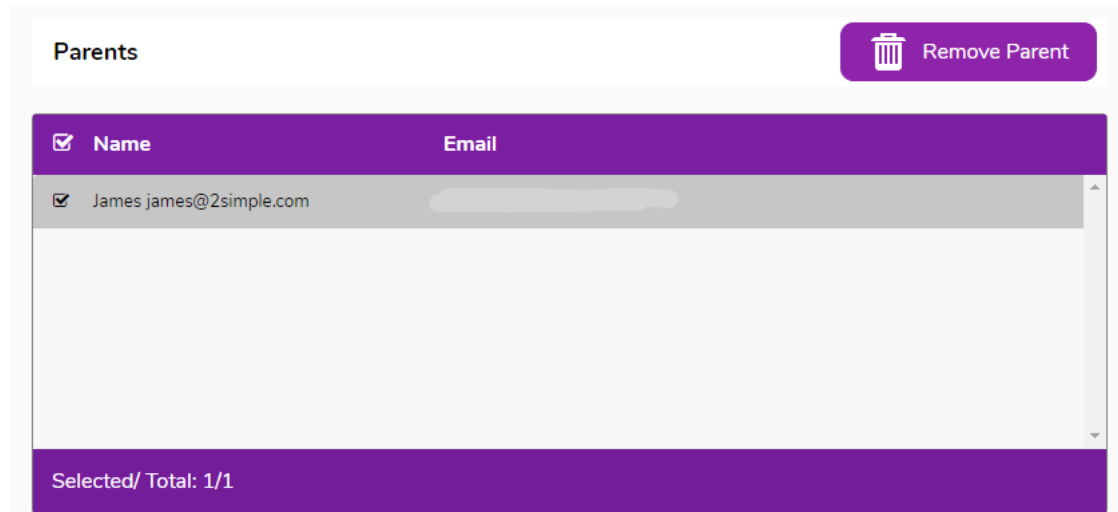 Parents
Remove Parent
Name Email
James james@2simple.com
Selected/ Total: 1/1